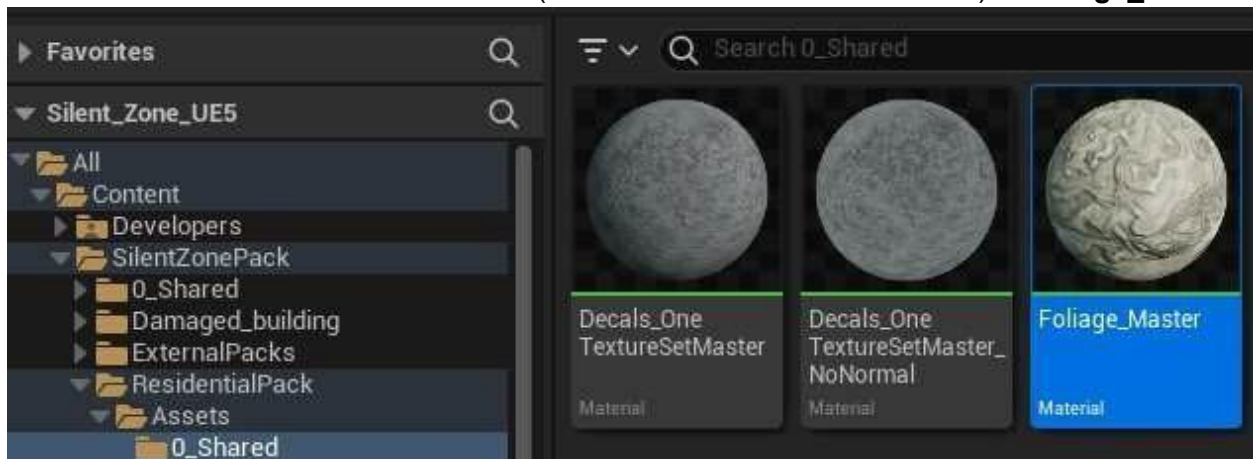 Favorites
Search 0_Shared
Silent_Zone_UE5
All
Content
Developers
SilentZonePack
0_Shared
Damaged_building
ExternalPacks
ResidentialPack
Assets
0_Shared
Decals_One
TextureSetMaster
Material
Decals_One
TextureSetMaster_
NoNormal
Material
Foliage_Master
Material